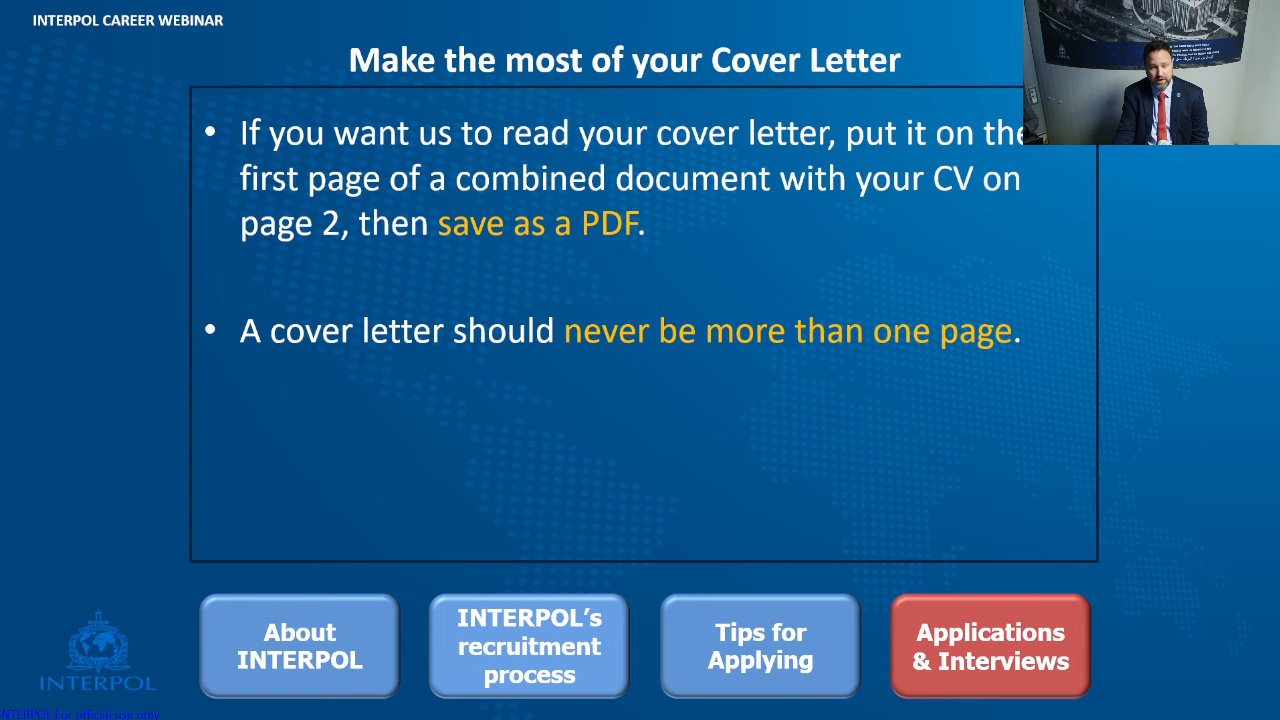 INTERPOL CAREER WEBINAR
Make the most of your Cover Letter
• If you want us to read your cover letter, put it on the
first page of a combined document with your CV on
page 2, then save as a PDF.
• A cover letter should never be more than one page.
About
INTERPOL
INTERPOL’s
recruitment
process
Tips for
Applying
Applications
& Interviews
INTERPOL
INTERPOL For official use only